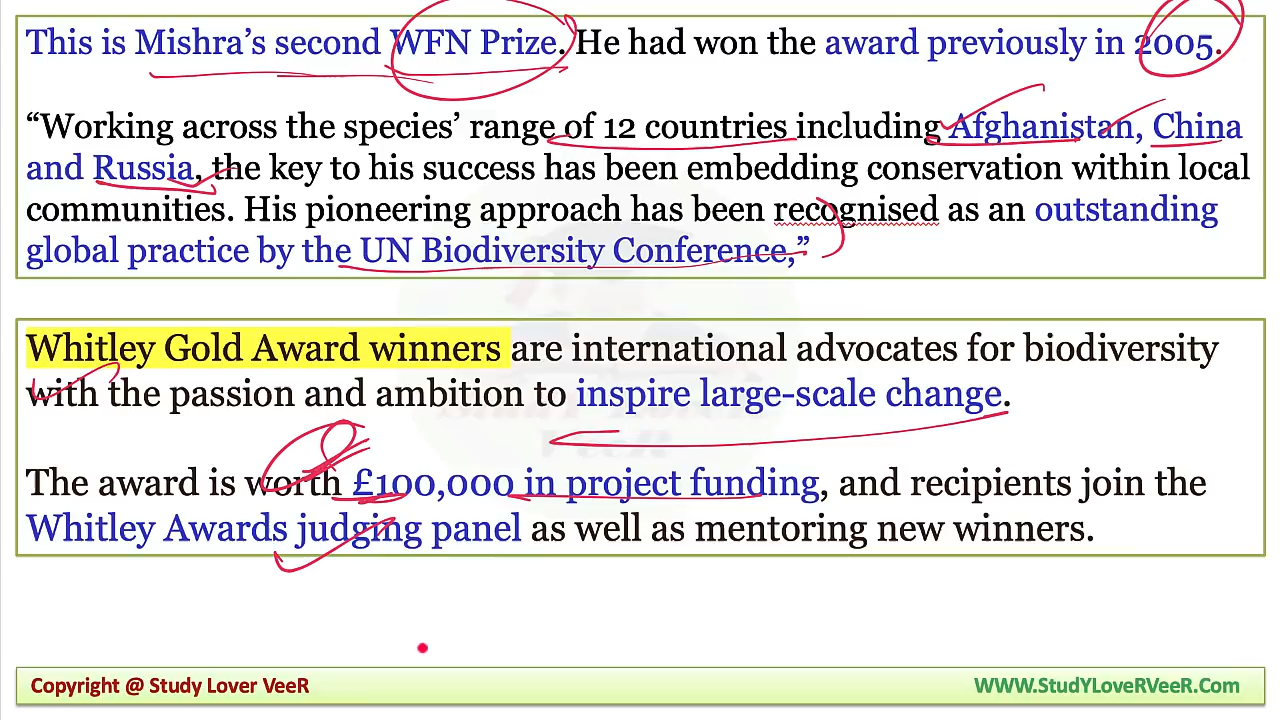 This is Mishra’s second WFN Prize. He had won the award previously in 2005.
“Working across the species’ range of 12 countries including Afghanistan, China
and Russia, the key to his success has been embedding conservation within local
communities. His pioneering approach has been recognised as an outstanding
global practice by the UN Biodiversity Conference,”
Whitley Gold Award winners are international advocates for biodiversity
with the passion and ambition to inspire large-scale change.
The award is worth £100,000 in project funding, and recipients join the
Whitley Awards judging panel as well as mentoring new winners.
Copyright @ Study Lover VeeR
WWW.StudYLoveRVeeR.Com